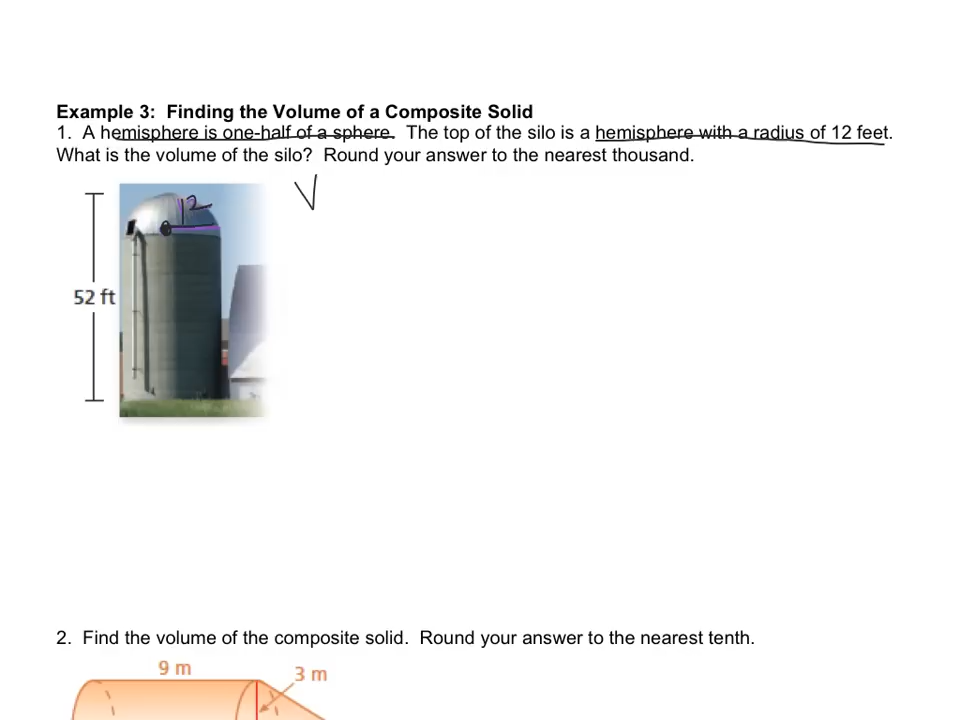 Example 3:  Finding the Volume of a Composite Solid
1.  A hemisphere is one-half of a sphere.  The top of the silo is a hemisphere with a radius of 12 feet.
What is the volume of the silo?  Round your answer to the nearest thousand.
12
V
52 ft
2.  Find the volume of the composite solid.  Round your answer to the nearest tenth.
9 m
3 m